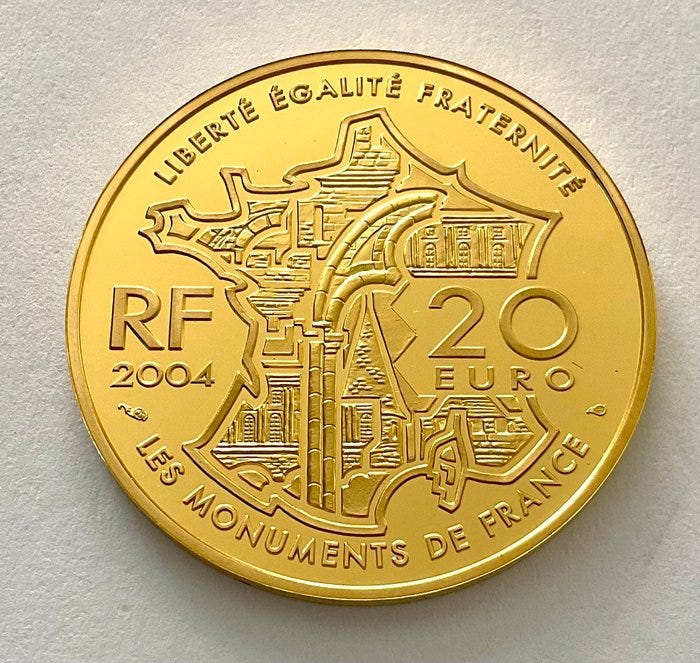 LIBERTÉ ÉGALITÉ FRATERNITÉ
RF
2004
20
EURO
LES MONUMENTS DE FRANCE